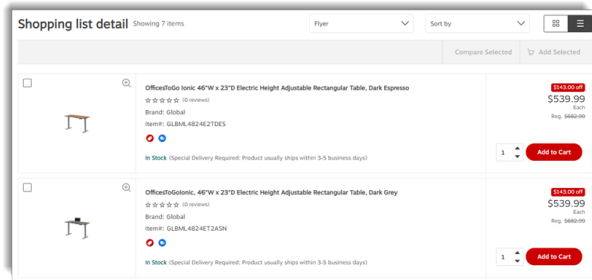 Shopping list detail Showing 7 items
Flyer
Sort by
Compare Selected
Add Selected
OfficesToGo Ionic 46"W x 23"D Electric Height Adjustable Rectangular Table, Dark Espresso
(0 reviews)
Brand: Global
Item#: GLBML4824E2TDES
In Stock (Special Delivery Required: Product usually ships within 3-5 business days)
$143.00 off
$539.99
Each
Reg. $682.99
1
Add to Cart
OfficesToGoIonic, 46"W x 23"D Electric Height Adjustable Rectangular Table, Dark Grey
(0 reviews)
Brand: Global
Item#: GLBML4824ET2ASN
In Stock (Special Delivery Required: Product usually ships within 3-5 business days)
$143.00 off
$539.99
Each
Reg. $682.99
1
Add to Cart